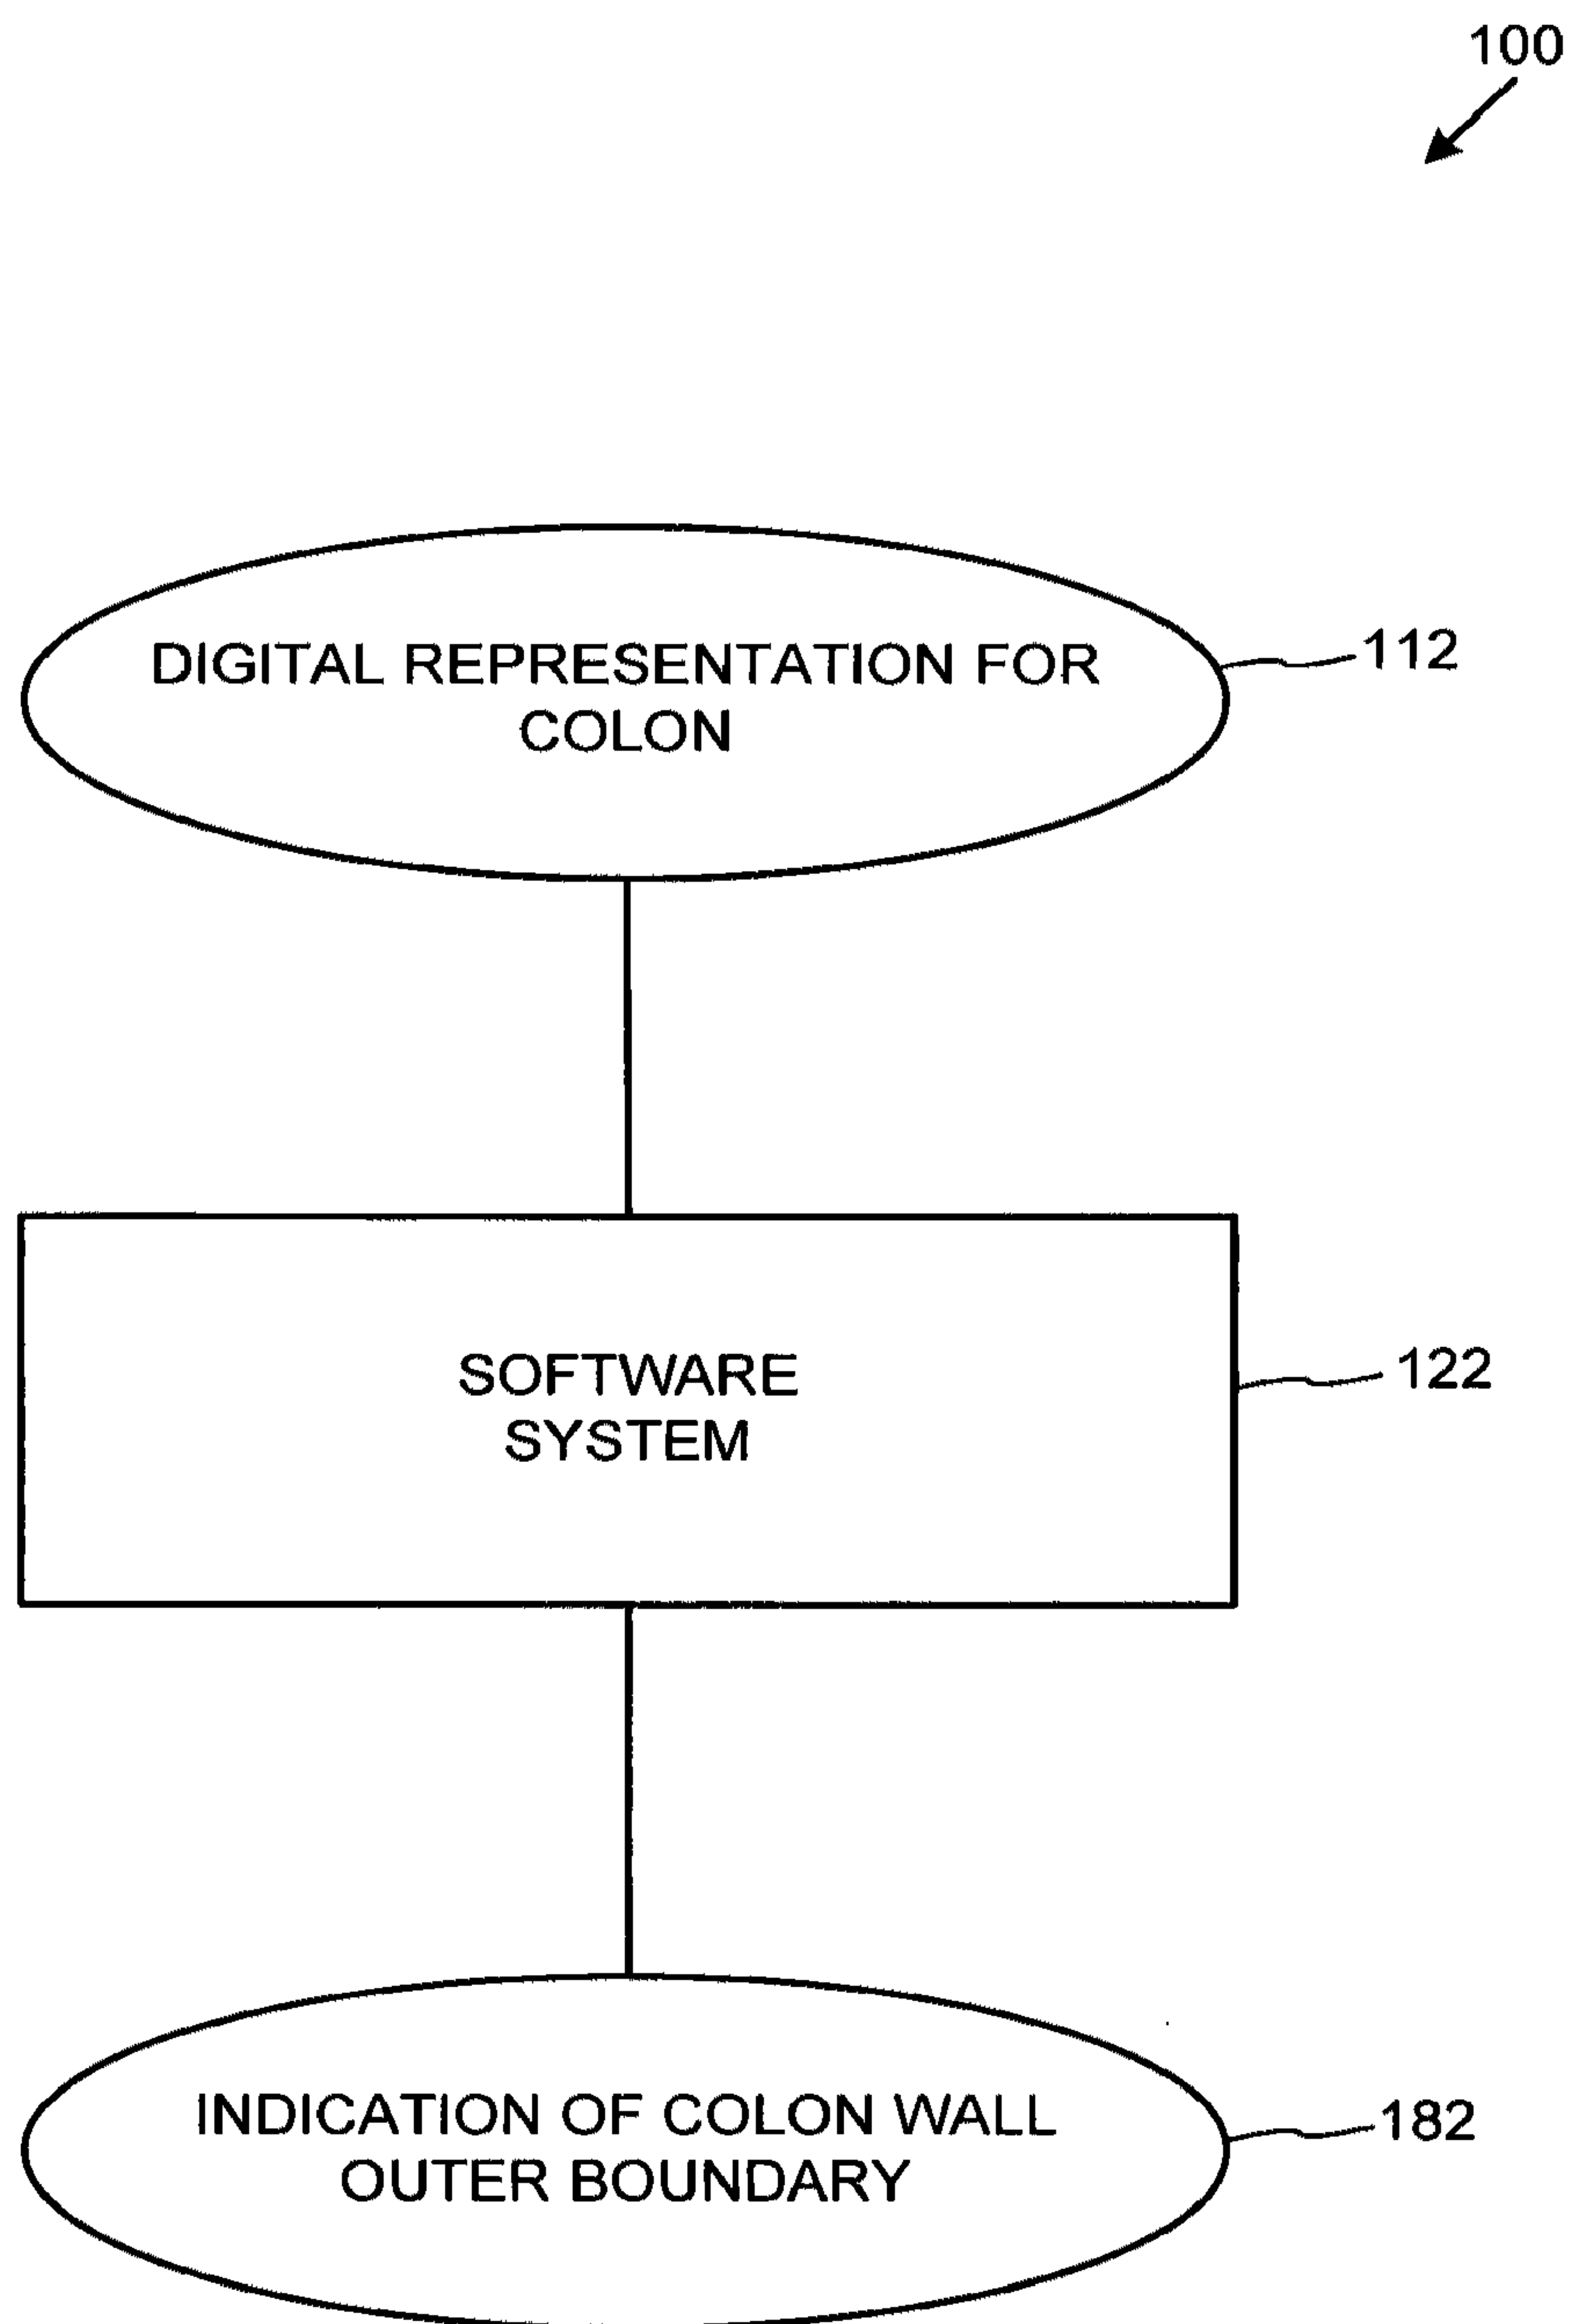 100
DIGITAL REPRESENTATION FOR
COLON
112
SOFTWARE
SYSTEM
122
INDICATION OF COLON WALL
OUTER BOUNDARY
182